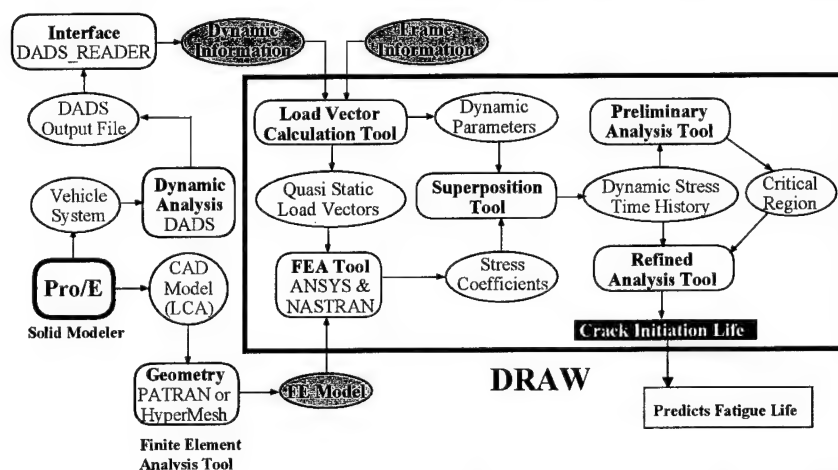 Interface
DADS_READER
Dynamic
Information
Frame
Information
DADS
Output File
Load Vector
Calculation Tool
Dynamic
Parameters
Preliminary
Analysis Tool
Vehicle
System
Dynamic
Analysis
DADS
Quasi Static
Load Vectors
Superposition
Tool
Dynamic Stress
Time History
Critical
Region
Pro/E
Solid Modeler
CAD
Model
(LCA)
FEA Tool
ANSYS &
NASTRAN
Stress
Coefficients
Refined
Analysis Tool
Crack Initiation Life
Geometry
PATRAN or
HyperMesh
FE Model
DRAW
Predicts Fatigue Life
Finite Element
Analysis Tool